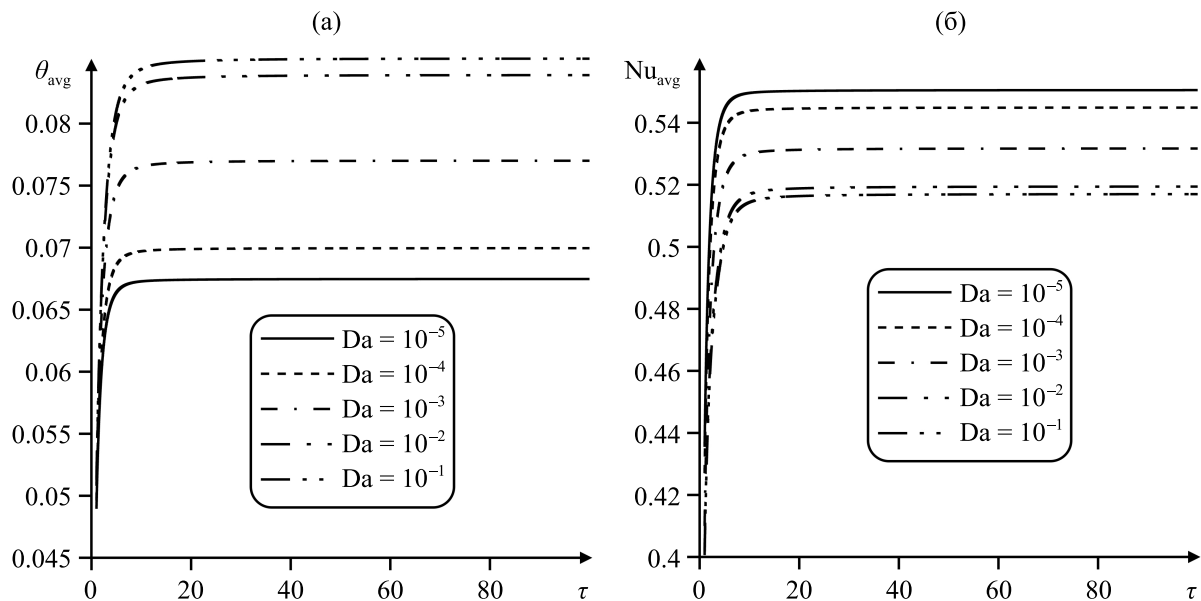 (а)
θavg
0.08
0.075
0.07
0.065
0.06
0.055
0.05
0.045
0 20 40 60 80 τ
Da = 10⁻⁵
Da = 10⁻⁴
Da = 10⁻³
Da = 10⁻²
Da = 10⁻¹
(б)
Nuavg
0.54
0.52
0.5
0.48
0.46
0.44
0.42
0.4
0 20 40 60 80 τ
Da = 10⁻⁵
Da = 10⁻⁴
Da = 10⁻³
Da = 10⁻²
Da = 10⁻¹